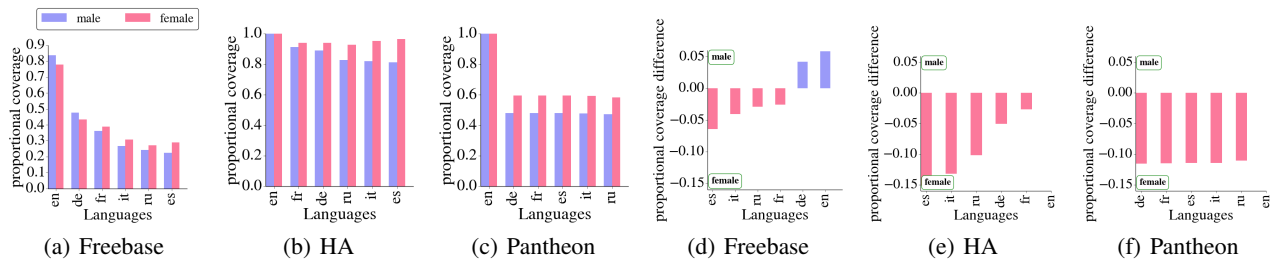 male female
proportional coverage
0.9
0.8
0.7
0.6
0.5
0.4
0.3
0.2
0.1
0.0
en de fr it ru es
Languages
(a) Freebase
proportional coverage
1.0
0.8
0.6
0.4
0.2
0.0
en fr de ru it es
Languages
(b) HA
proportional coverage
1.0
0.8
0.6
0.4
0.2
0.0
en de fr es it ru
Languages
(c) Pantheon
proportional coverage difference
0.05
0.00
−0.05
−0.10
−0.15
male
female
es it ru fr de en
Languages
(d) Freebase
proportional coverage difference
0.05
0.00
−0.05
−0.10
−0.15
male
female
es it ru de fr en
Languages
(e) HA
proportional coverage difference
0.05
0.00
−0.05
−0.10
−0.15
male
female
de fr es it ru en
Languages
(f) Pantheon